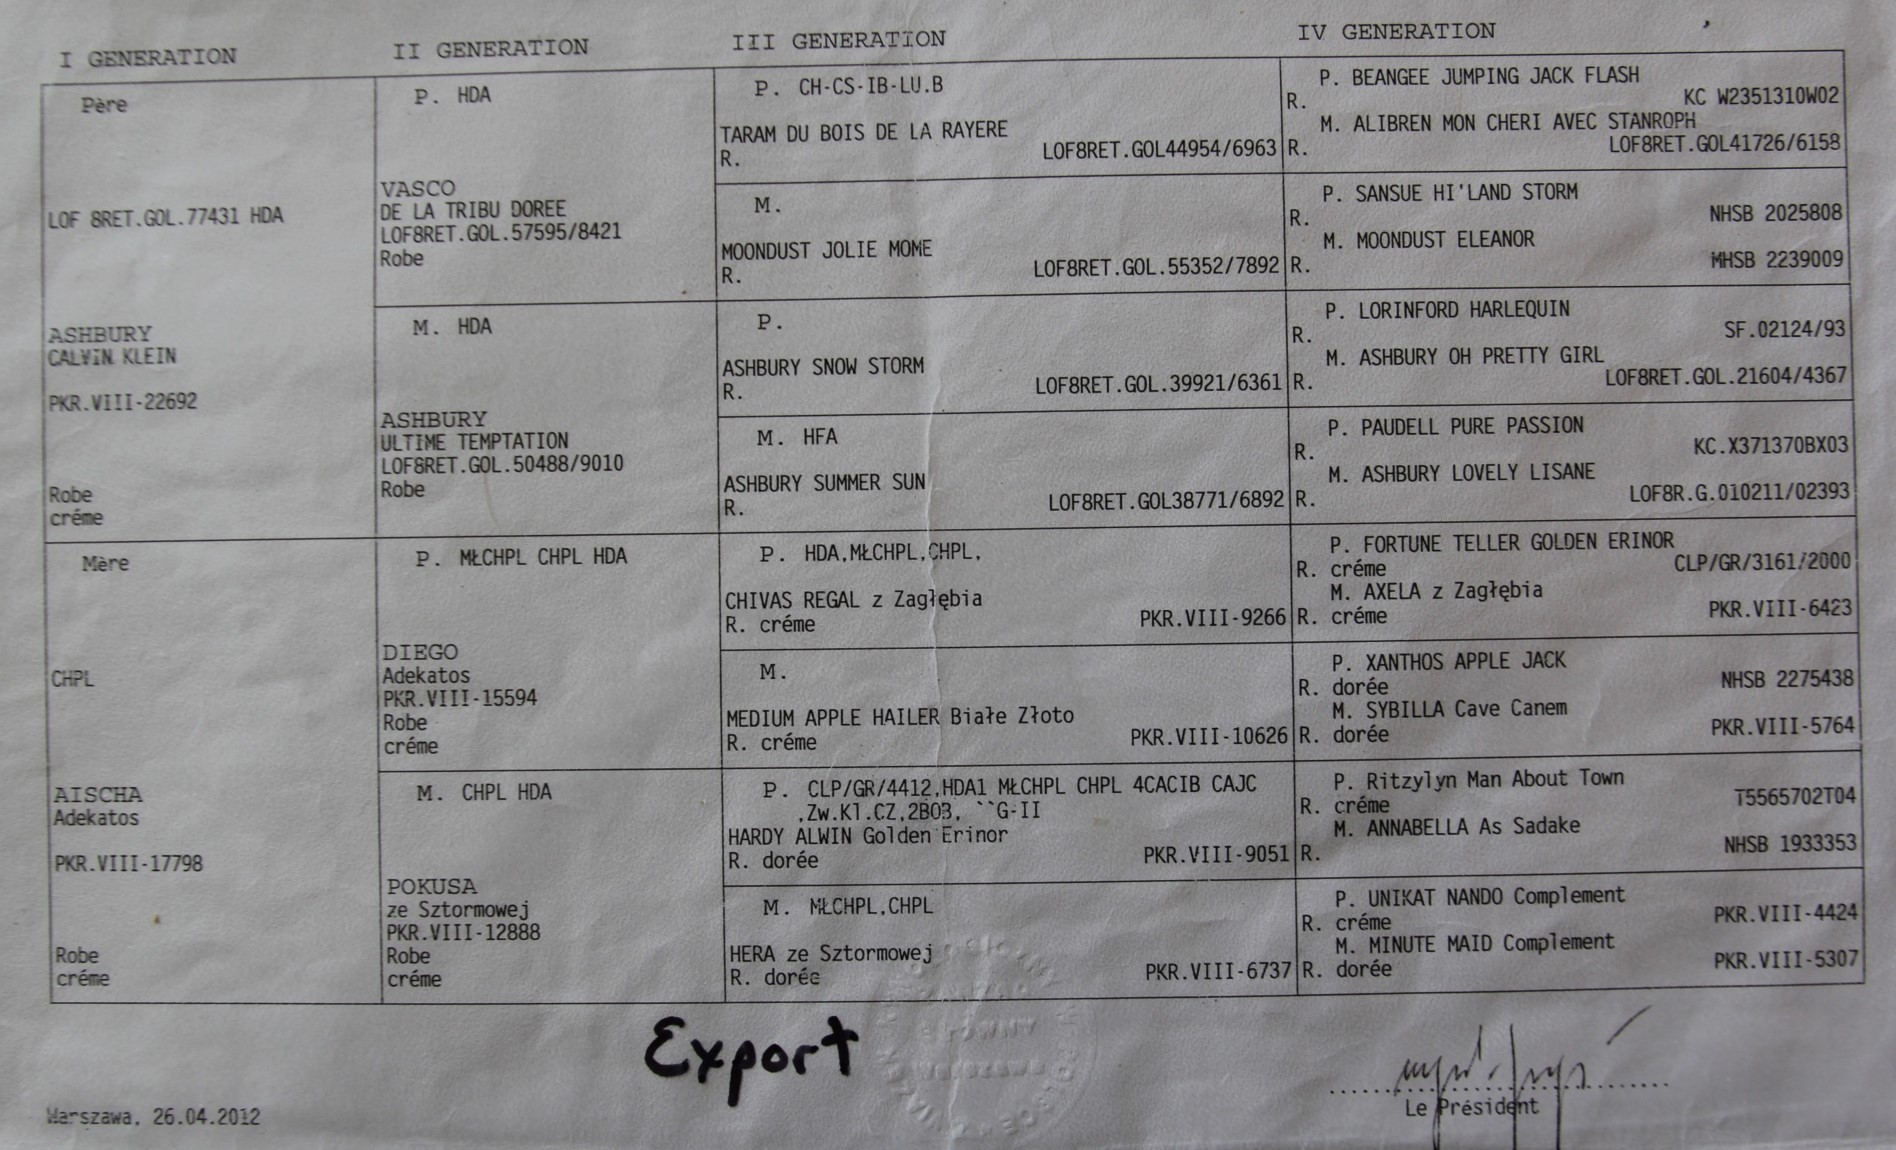 I GENERATION
II GENERATION
III GENERATION
IV GENERATION
Père
LOF 8RET.GOL.77431 HDA
ASHBURY
CALVIN KLEIN
PKR.VIII-22692
Robe
créme
P. HDA
VASCO
DE LA TRIBU DOREE
LOF8RET.GOL.57595/8421
Robe
M. HDA
ASHBURY
ULTIME TEMPTATION
LOF8RET.GOL.50488/9010
Robe
P. CH-CS-IB-LU.B
TARAM DU BOIS DE LA RAYERE
R. LOF8RET.GOL44954/6963
M.
MOONDUST JOLIE MOME
R. LOF8RET.GOL.55352/7892
P.
ASHBURY SNOW STORM
R. LOF8RET.GOL.39921/6361
M. HFA
ASHBURY SUMMER SUN
R. LOF8RET.GOL38771/6892
P. BEANGEE JUMPING JACK FLASH
R. KC W2351310W02
M. ALIBREN MON CHERI AVEC STANROPH
R. LOF8RET.GOL41726/6158
P. SANSUE HI'LAND STORM
R. NHSB 2025808
M. MOONDUST ELEANOR
R. MHSB 2239009
P. LORINFORD HARLEQUIN
R. SF.02124/93
M. ASHBURY OH PRETTY GIRL
R. LOF8RET.GOL.21604/4367
P. PAUDELL PURE PASSION
R. KC.X371370BX03
M. ASHBURY LOVELY LISANE
R. LOF8R.G.010211/02393
Mère
CHPL
AISCHA
Adekatos
PKR.VIII-17798
Robe
créme
P. MŁCHPL CHPL HDA
DIEGO
Adekatos
PKR.VIII-15594
Robe
créme
M. CHPL HDA
POKUSA
ze Sztormowej
PKR.VIII-12888
Robe
créme
P. HDA,MŁCHPL,CHPL,
CHIVAS REGAL z Zagłębia
R. créme PKR.VIII-9266
M.
MEDIUM APPLE HAILER Białe Złoto
R. créme PKR.VIII-10626
P. CLP/GR/4412,HDA1 MŁCHPL CHPL 4CACIB CAJC
,Zw.Kl.CZ,2BOB, ``G-II
HARDY ALWIN Golden Erinor
R. dorée PKR.VIII-9051
M. MŁCHPL,CHPL
HERA ze Sztormowej
R. dorée PKR.VIII-6737
P. FORTUNE TELLER GOLDEN ERINOR
R. créme CLP/GR/3161/2000
M. AXELA z Zagłębia
R. créme PKR.VIII-6423
P. XANTHOS APPLE JACK
R. dorée NHSB 2275438
M. SYBILLA Cave Canem
R. dorée PKR.VIII-5764
P. Ritzylyn Man About Town
R. créme T5565702T04
M. ANNABELLA As Sadake
R. NHSB 1933353
P. UNIKAT NANDO Complement
R. créme PKR.VIII-4424
M. MINUTE MAID Complement
R. dorée PKR.VIII-5307
Export
Warszawa, 26.04.2012
Le Président